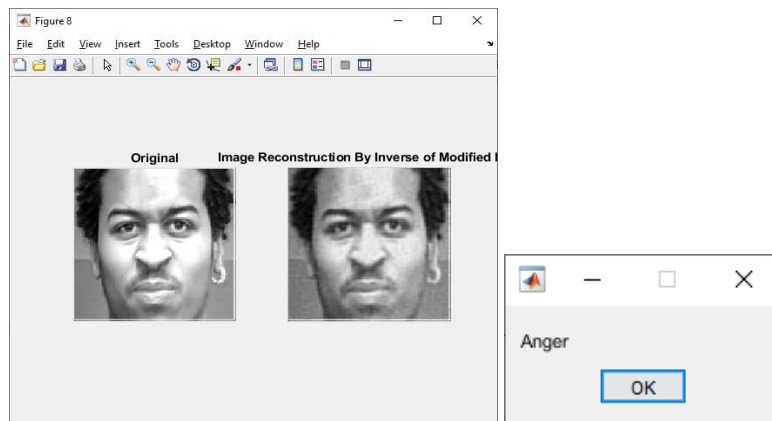 Figure 8
File Edit View Insert Tools Desktop Window Help
Original
Image Reconstruction By Inverse of Modified
Anger
OK